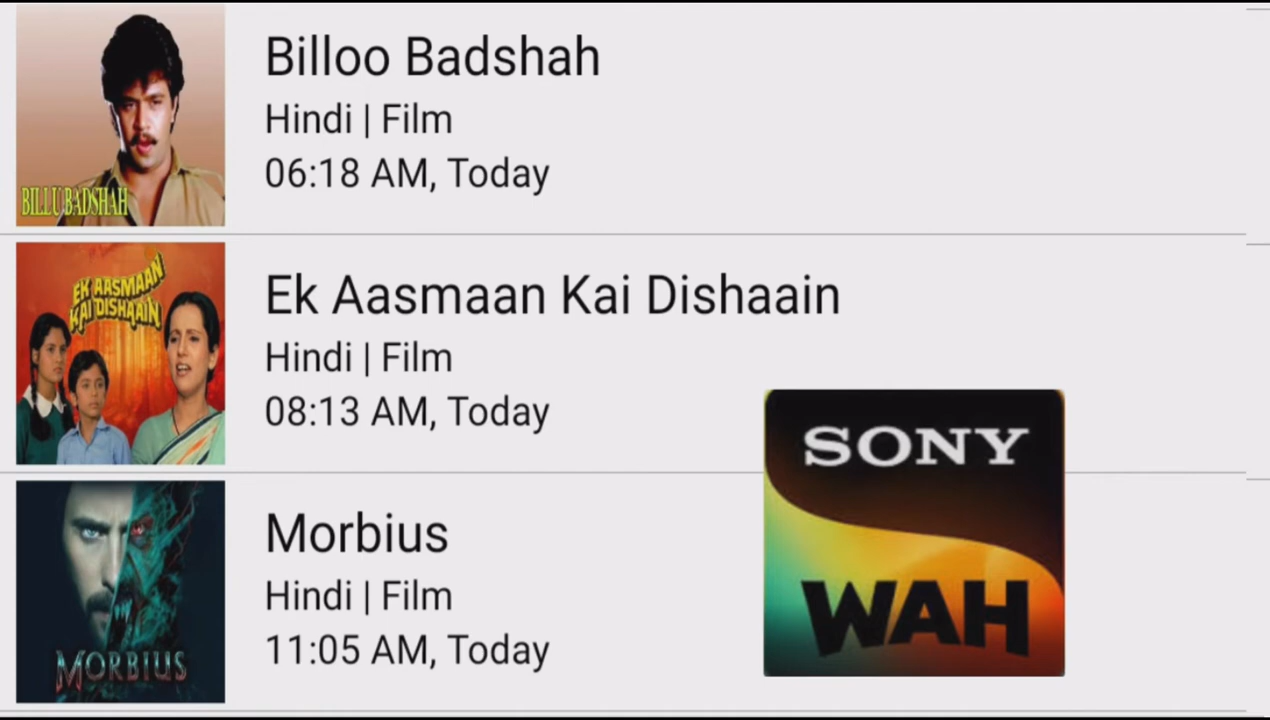 BILLU BADSHAH
Billoo Badshah
Hindi | Film
06:18 AM, Today
EK AASMAAN
KAI DISHAAIN
Ek Aasmaan Kai Dishaain
Hindi | Film
08:13 AM, Today
MORBIUS
Morbius
Hindi | Film
11:05 AM, Today
SONY
WAH